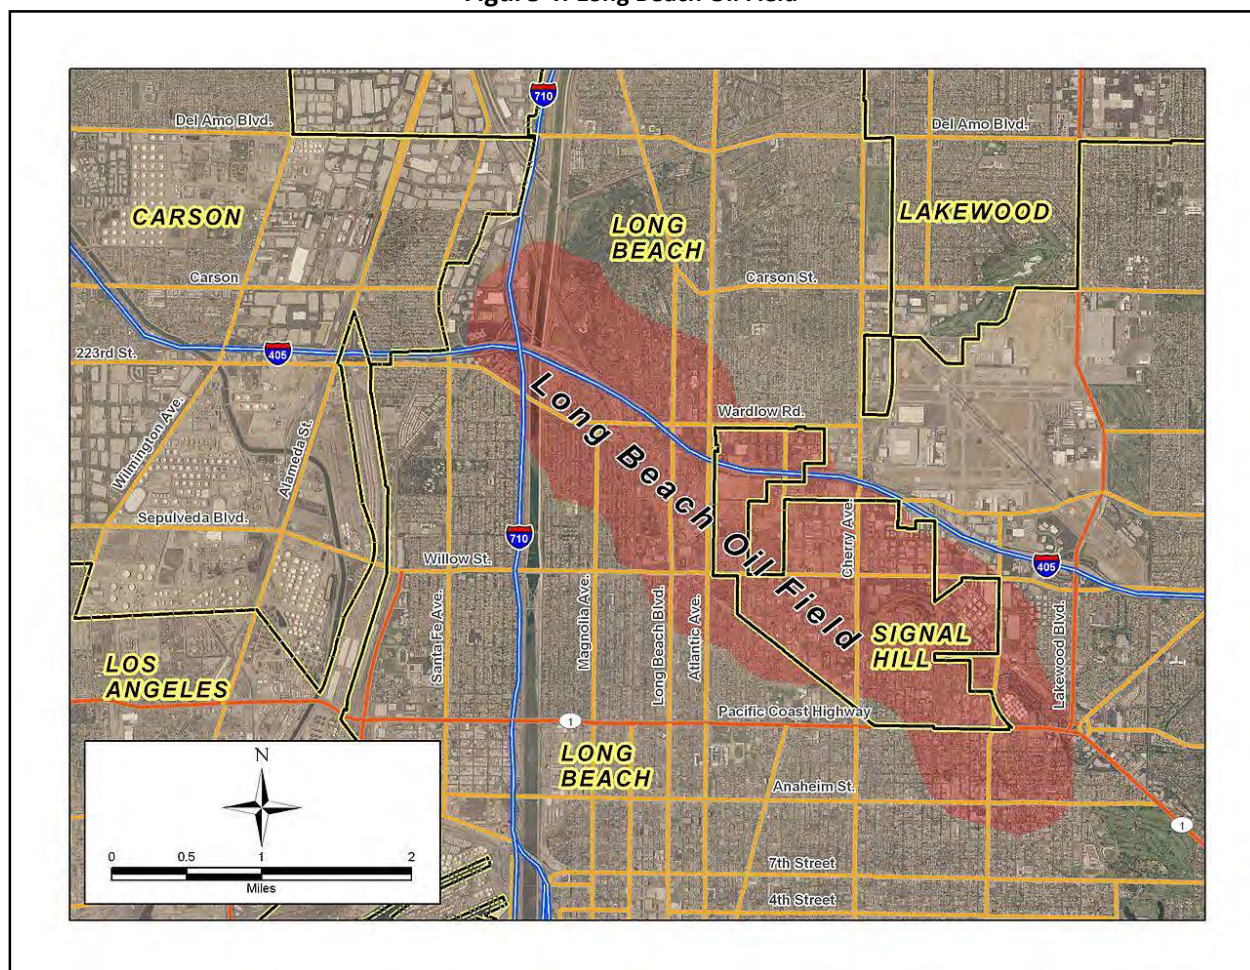 Figure 1: Long Beach Oil Field
710
Del Amo Blvd.
Del Amo Blvd.
CARSON
LONG
BEACH
LAKEWOOD
Carson
Carson St.
223rd St.
405
Wilmington Ave.
Alameda St.
Long Beach Oil Field
Wardlow Rd.
Sepulveda Blvd.
710
Willow St.
Cherry Ave.
405
Santa Fe Ave.
Magnolia Ave.
Long Beach Blvd.
Atlantic Ave.
Lakewood Blvd.
SIGNAL
HILL
LOS
ANGELES
Pacific Coast Highway
1
LONG
BEACH
Anaheim St.
1
7th Street
4th Street
N
0 0.5 1 2
Miles